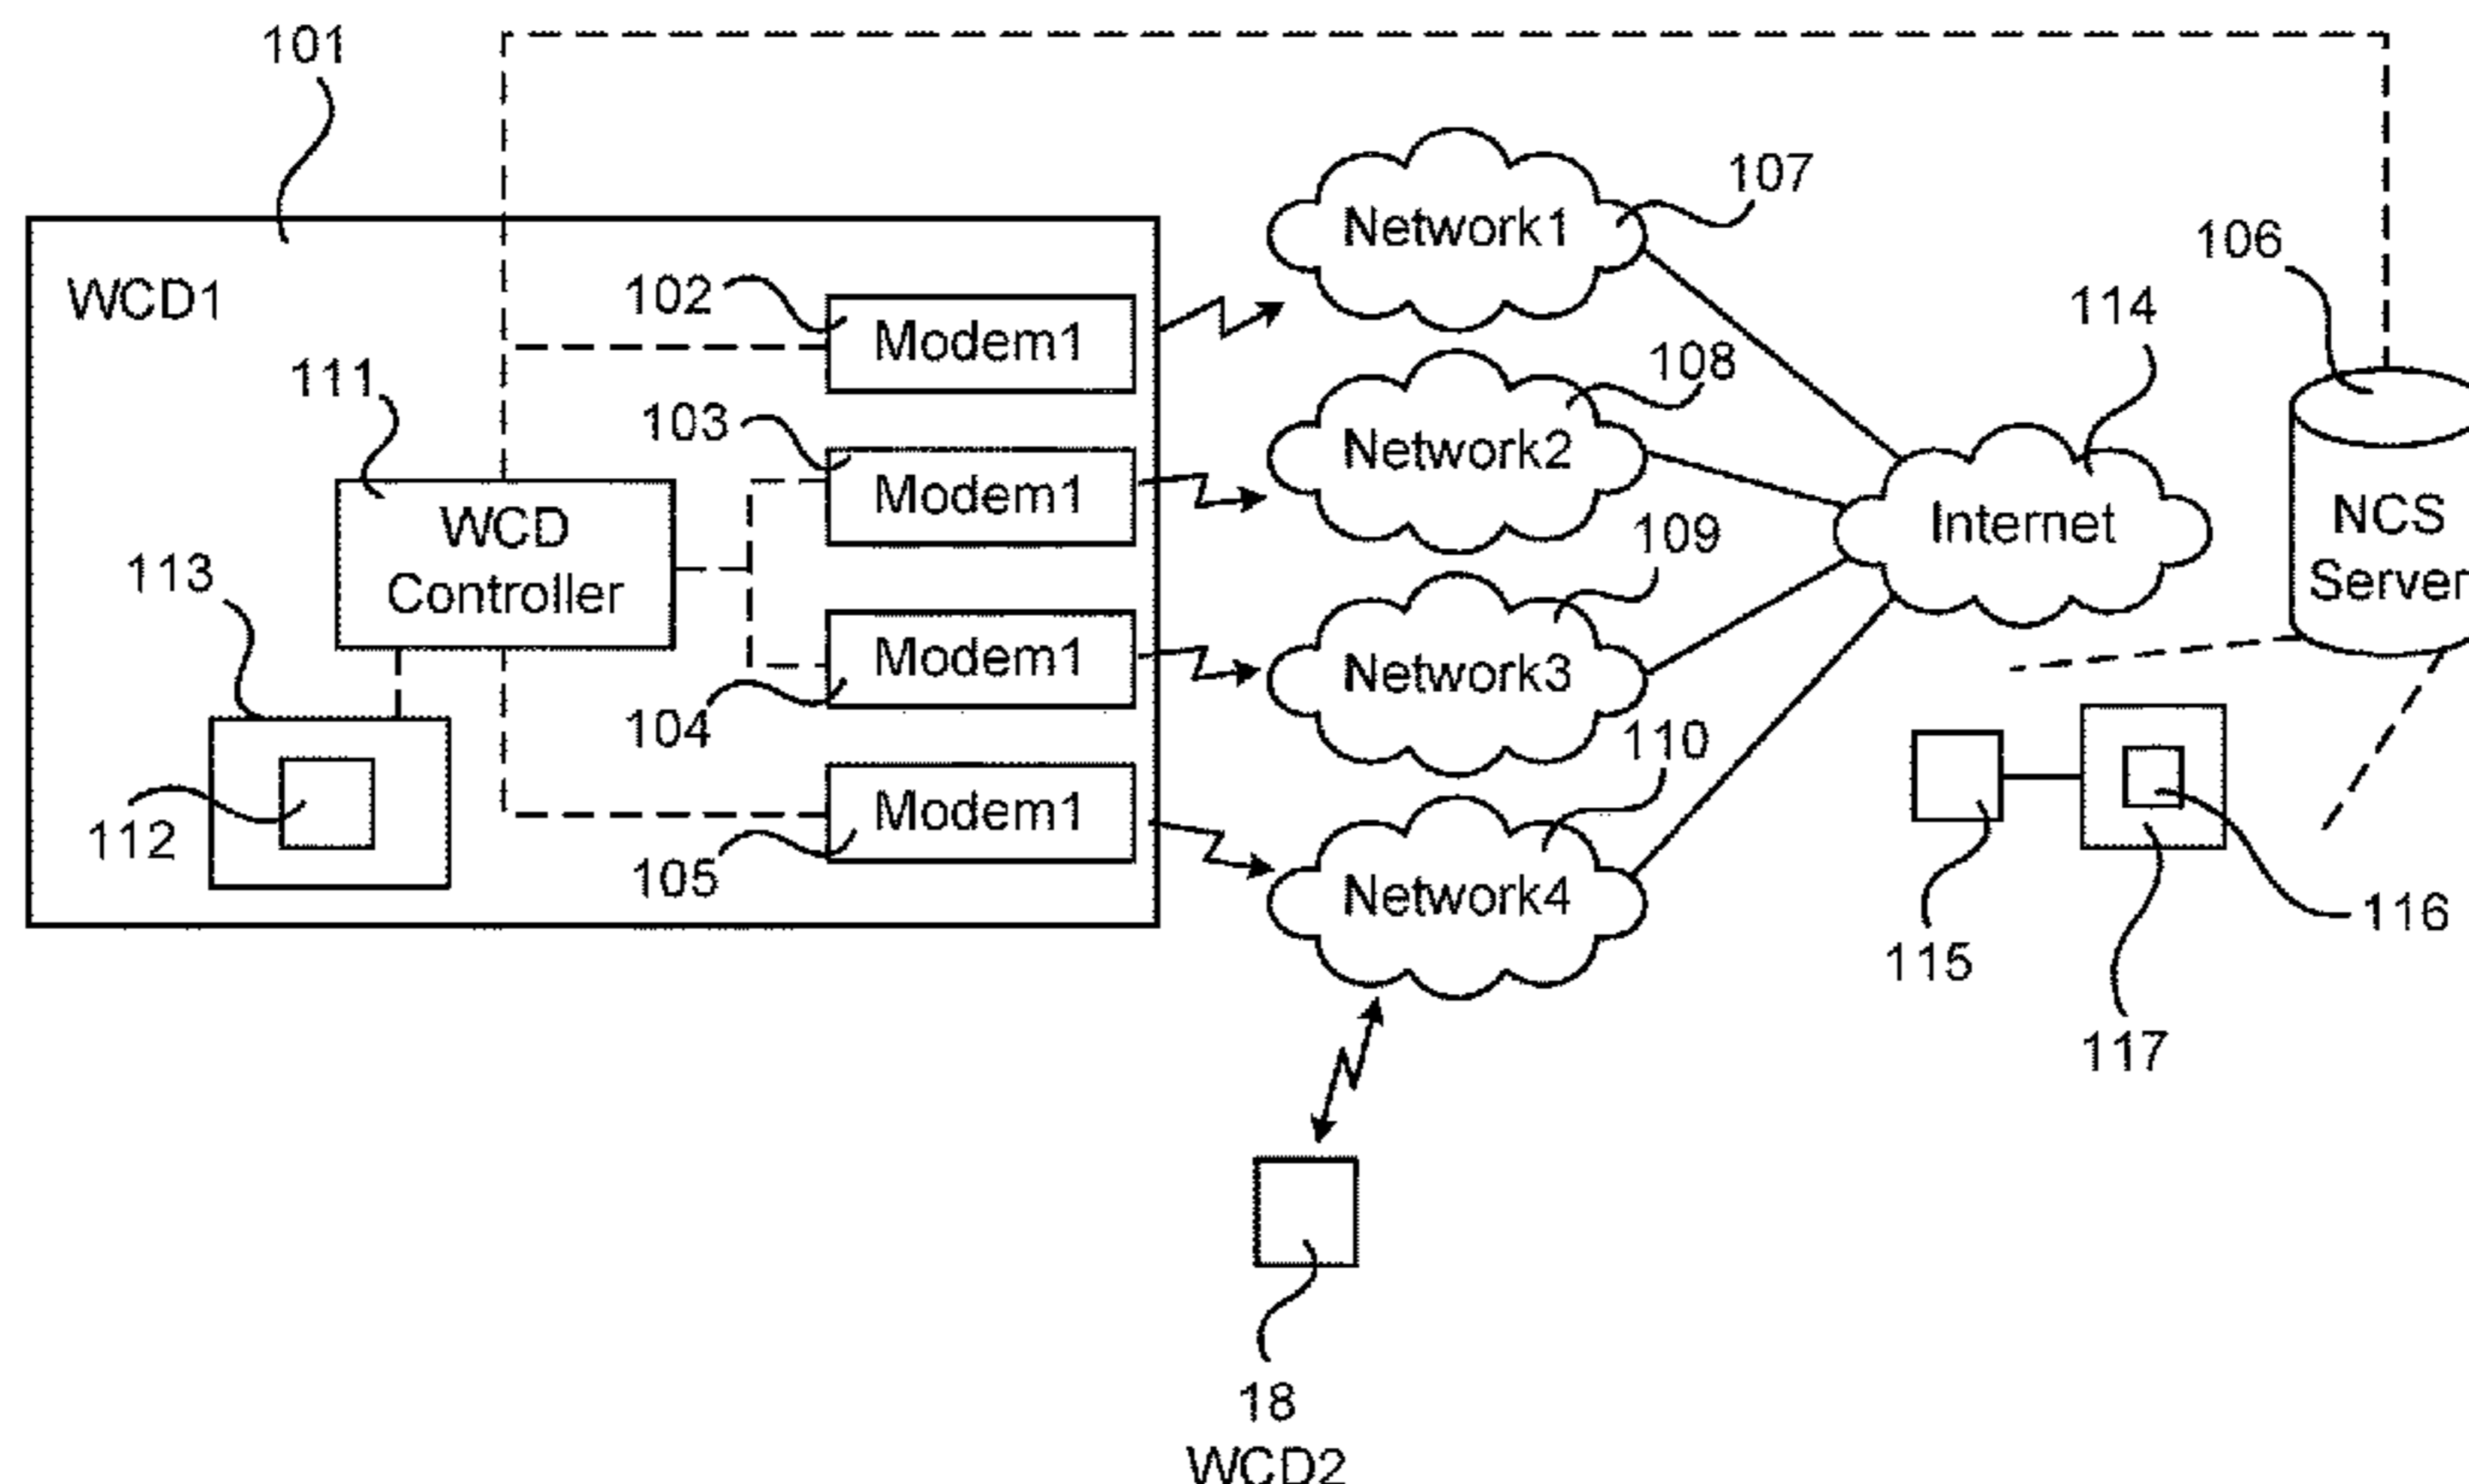 101
107
106
WCD1
Network1
114
102
Modem1
108
111
103
Modem1
Network2
Internet
NCS
Server
WCD
Controller
109
113
Modem1
Network3
104
110
112
Modem1
105
Network4
116
115
117
18
WCD2